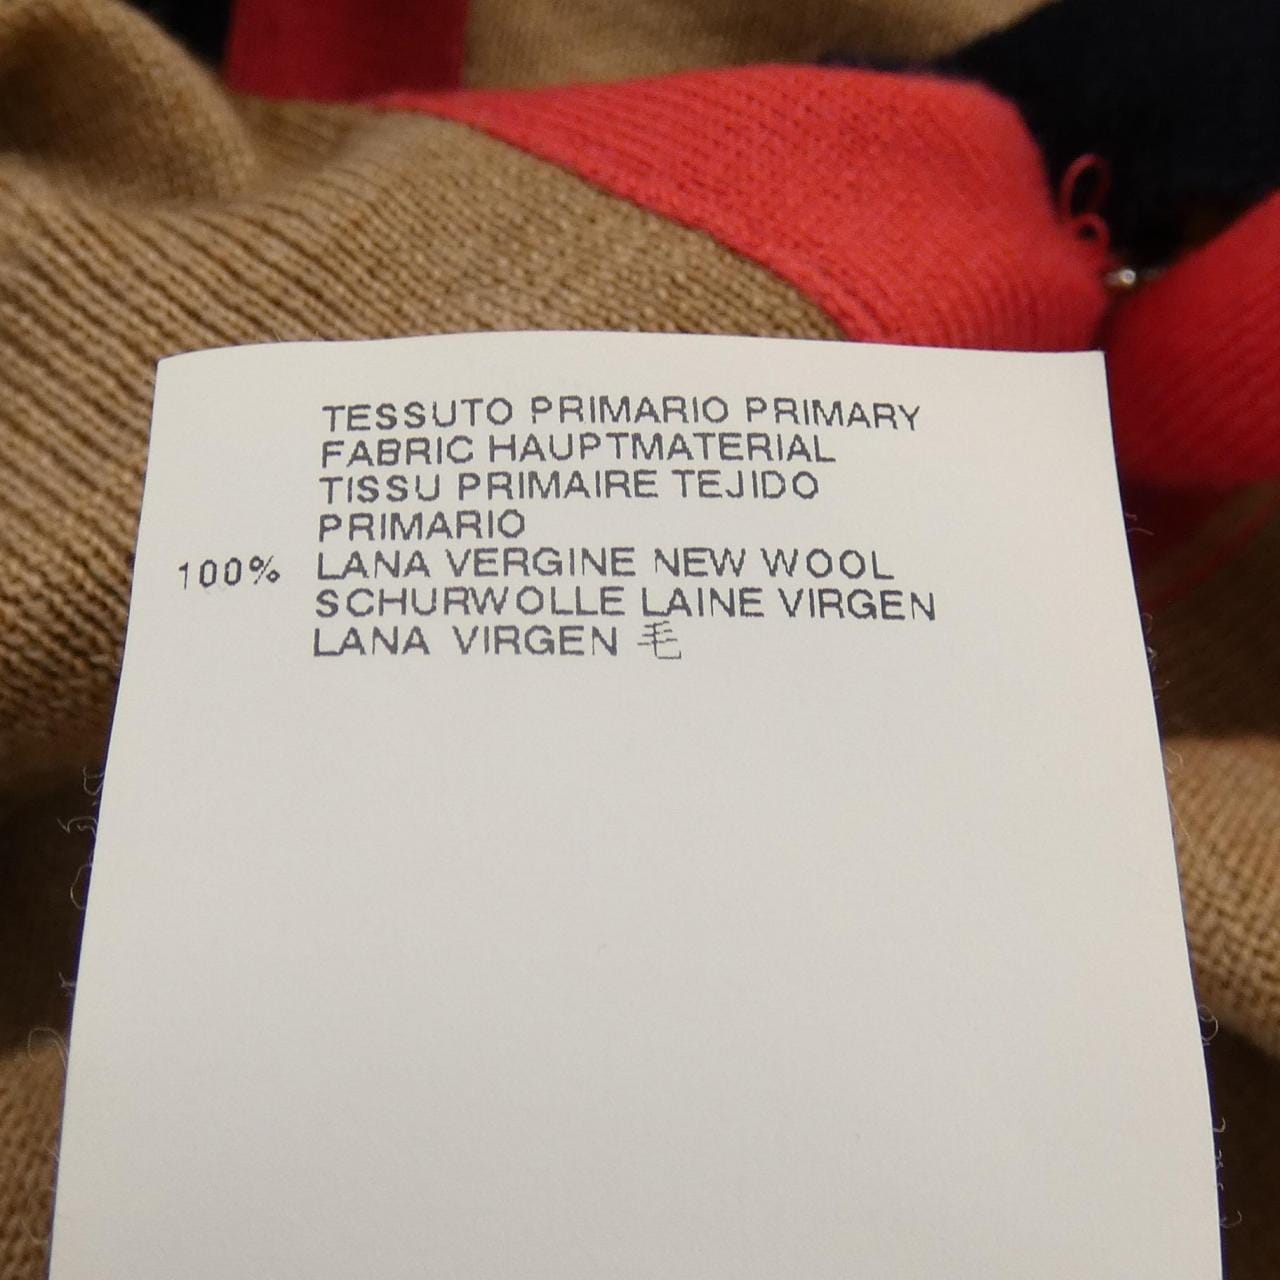 TESSUTO PRIMARIO PRIMARY
FABRIC HAUPTMATERIAL
TISSU PRIMAIRE TEJIDO
PRIMARIO
100% LANA VERGINE NEW WOOL
SCHURWOLLE LAINE VIRGEN
LANA VIRGEN 毛